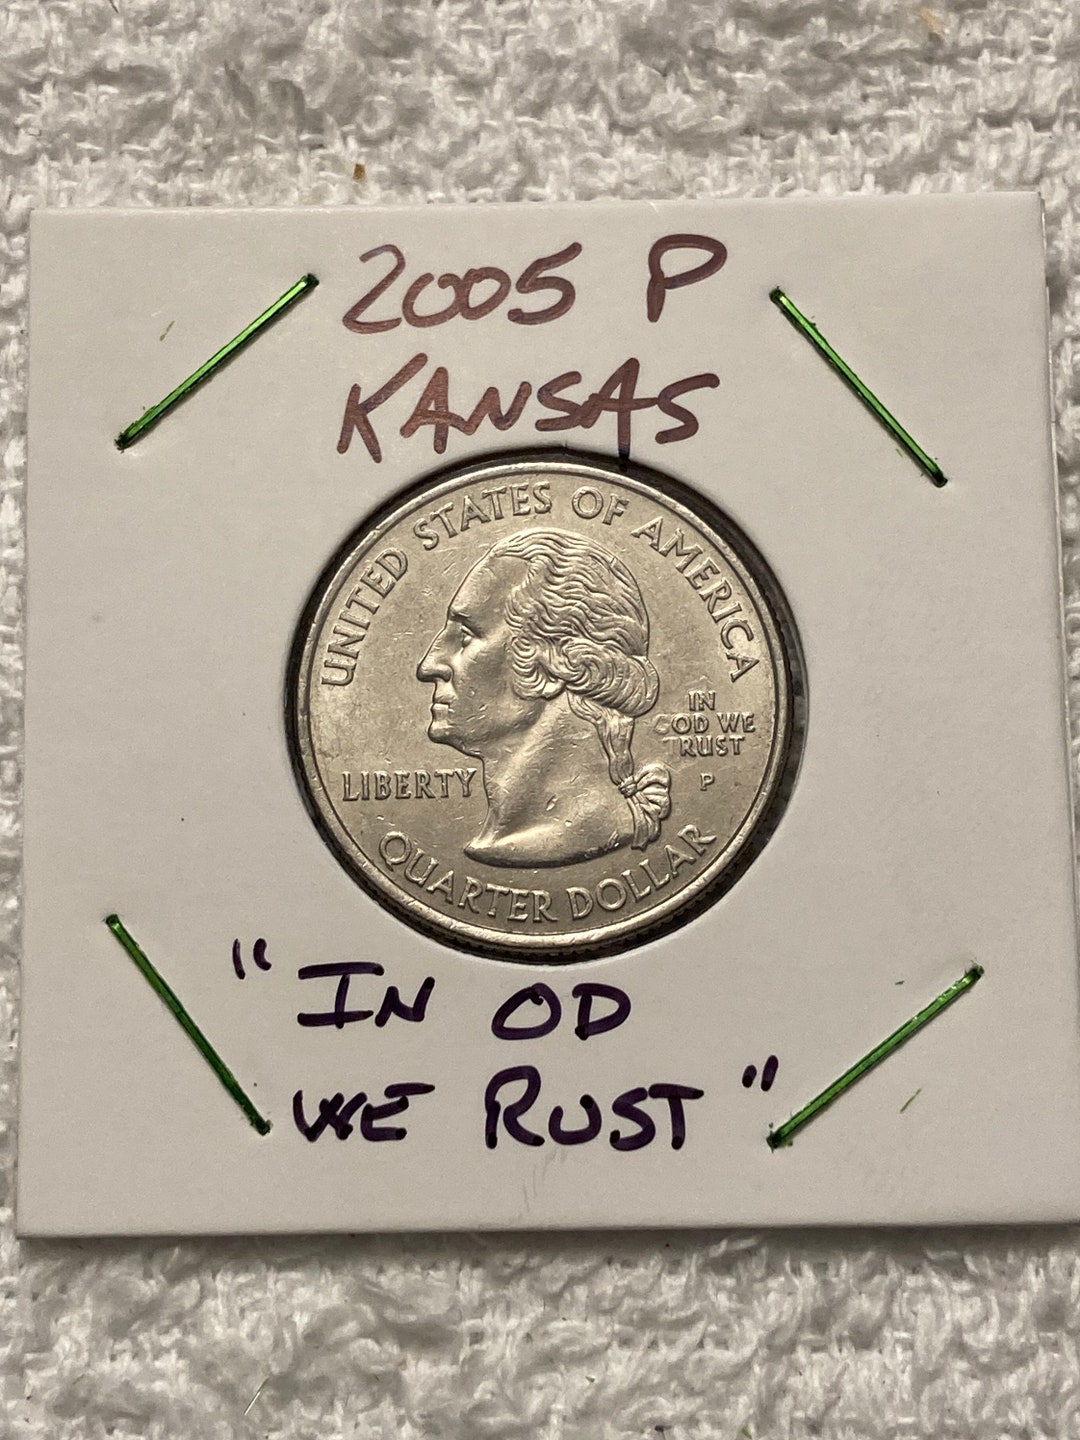 2005 P
KANSAS
UNITED STATES OF AMERICA
IN
GOD WE
TRUST
LIBERTY
P
QUARTER DOLLAR
"IN OD
WE RUST"